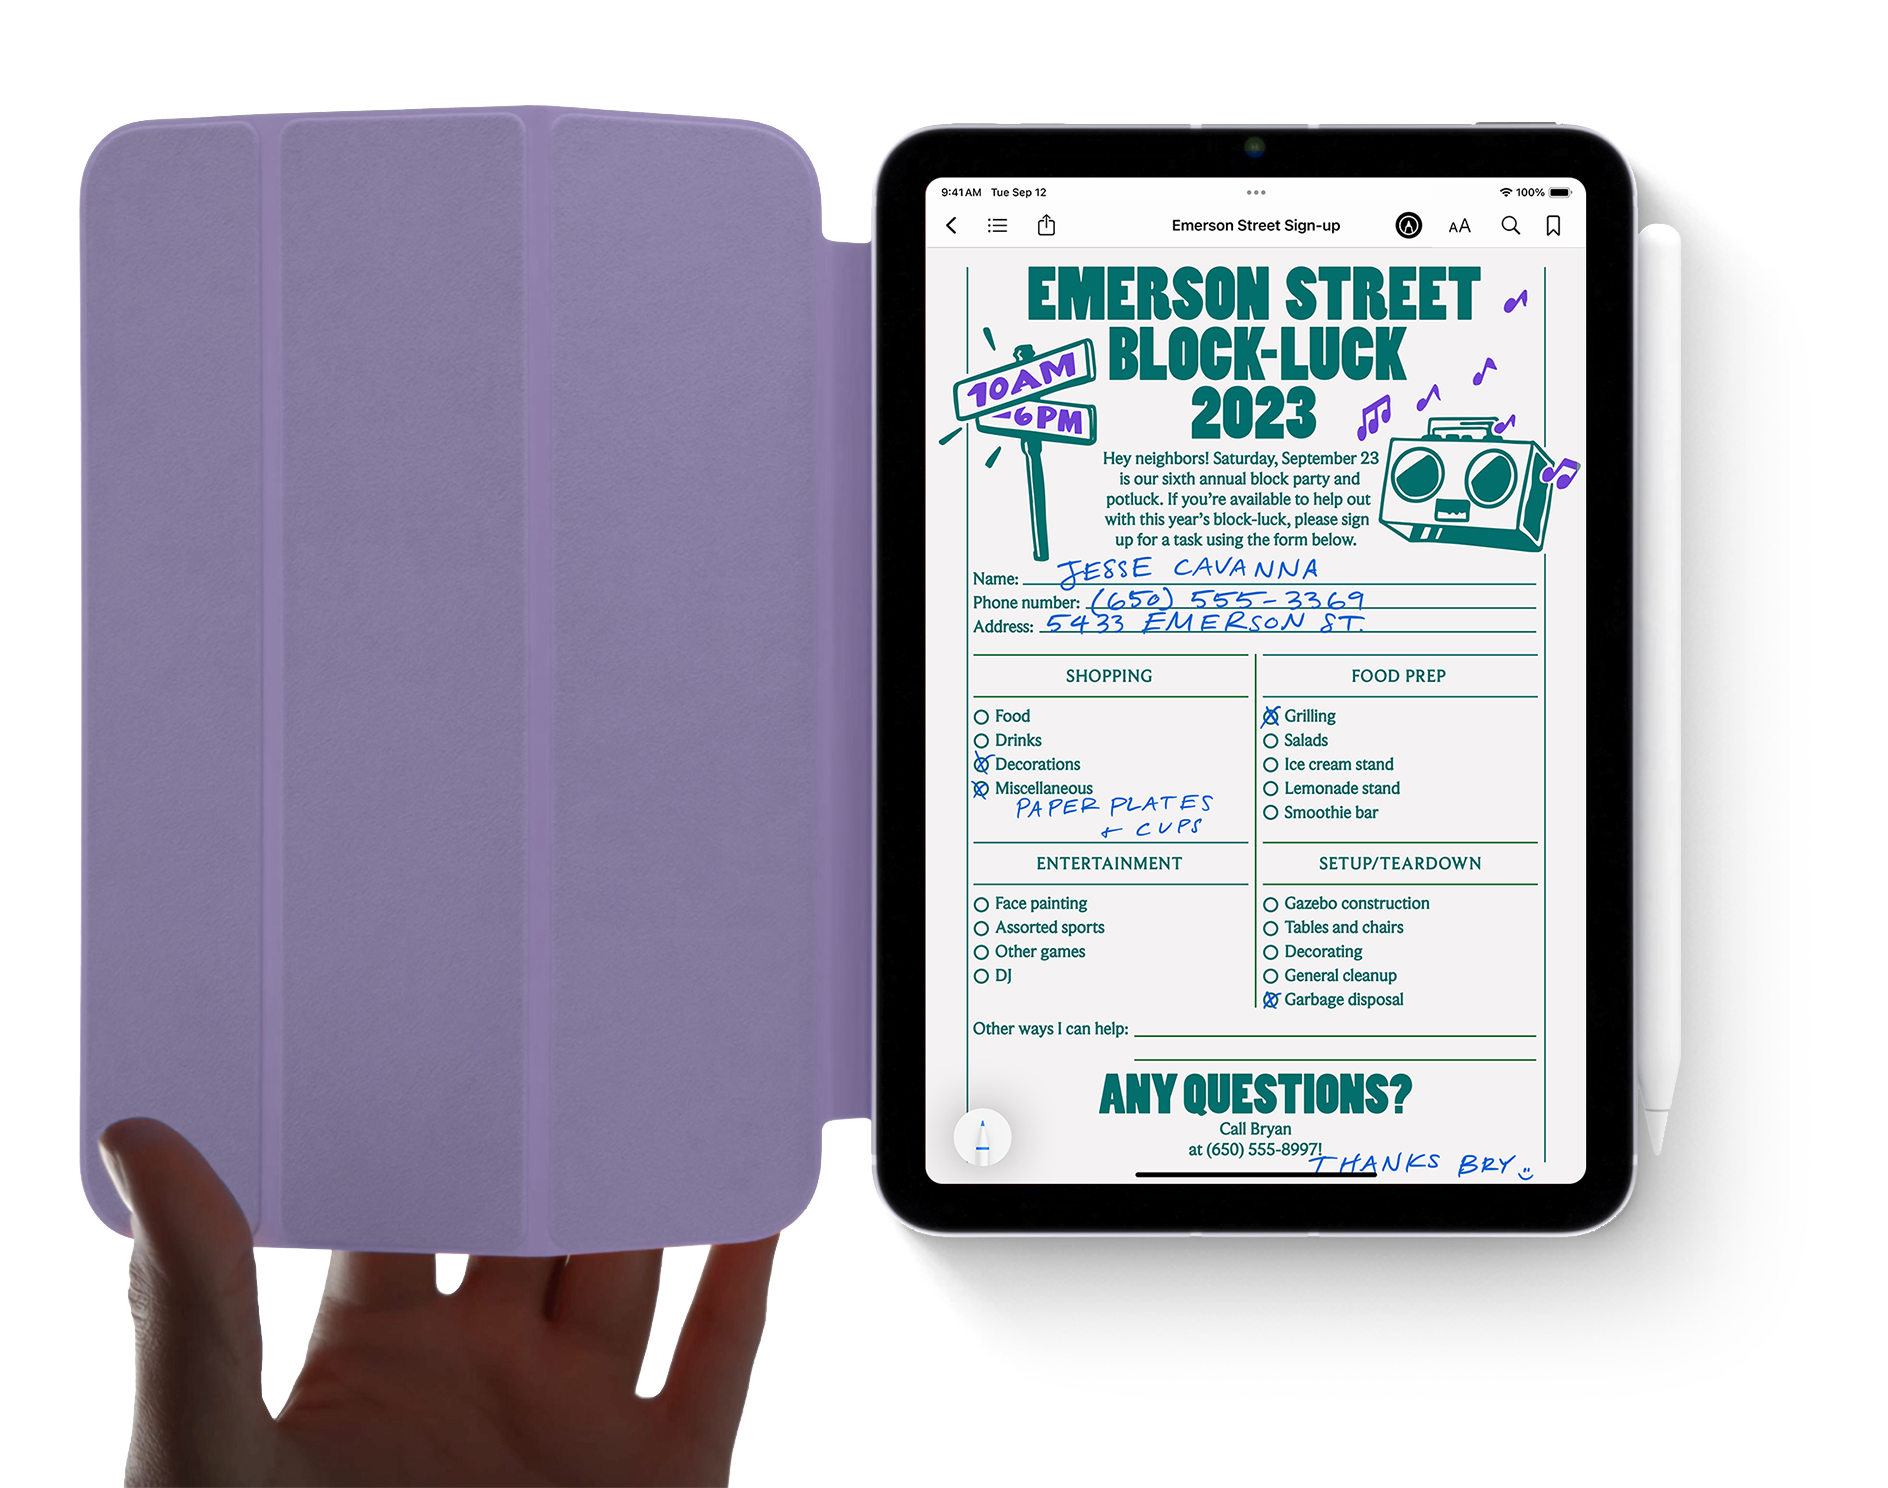 9:41 AM Tue Sep 12 100%
Emerson Street Sign-up AA
EMERSON STREET
BLOCK-LUCK
2023
10AM
-6PM
Hey neighbors! Saturday, September 23
is our sixth annual block party and
potluck. If you’re available to help out
with this year’s block-luck, please sign
up for a task using the form below.
Name: JESSE CAVANNA
Phone number: (650) 555-3369
Address: 5433 EMERSON ST.
SHOPPING
Food
Drinks
Decorations
Miscellaneous
PAPER PLATES
+ CUPS
FOOD PREP
Grilling
Salads
Ice cream stand
Lemonade stand
Smoothie bar
ENTERTAINMENT
Face painting
Assorted sports
Other games
DJ
SETUP/TEARDOWN
Gazebo construction
Tables and chairs
Decorating
General cleanup
Garbage disposal
Other ways I can help:
ANY QUESTIONS?
Call Bryan
at (650) 555-8997!
THANKS BRY